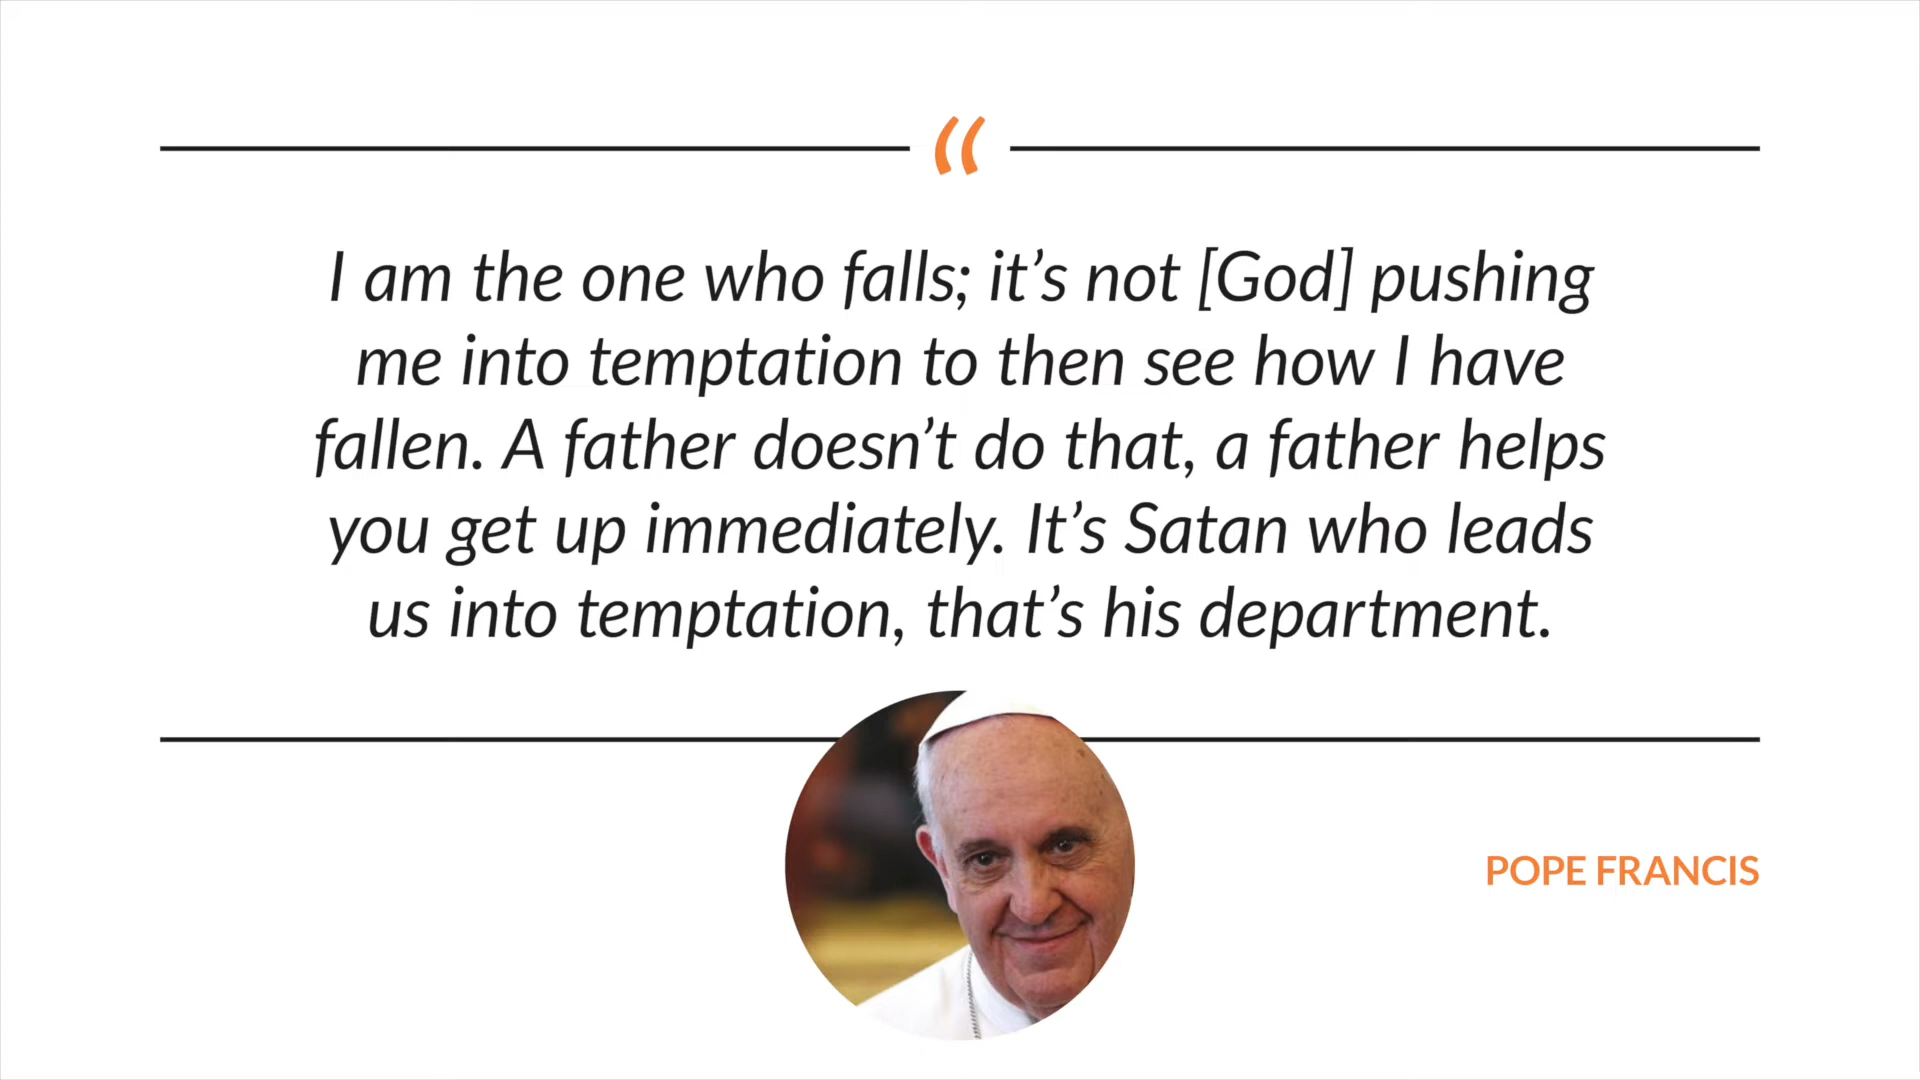 “
I am the one who falls; it’s not [God] pushing
me into temptation to then see how I have
fallen. A father doesn’t do that, a father helps
you get up immediately. It’s Satan who leads
us into temptation, that’s his department.
POPE FRANCIS